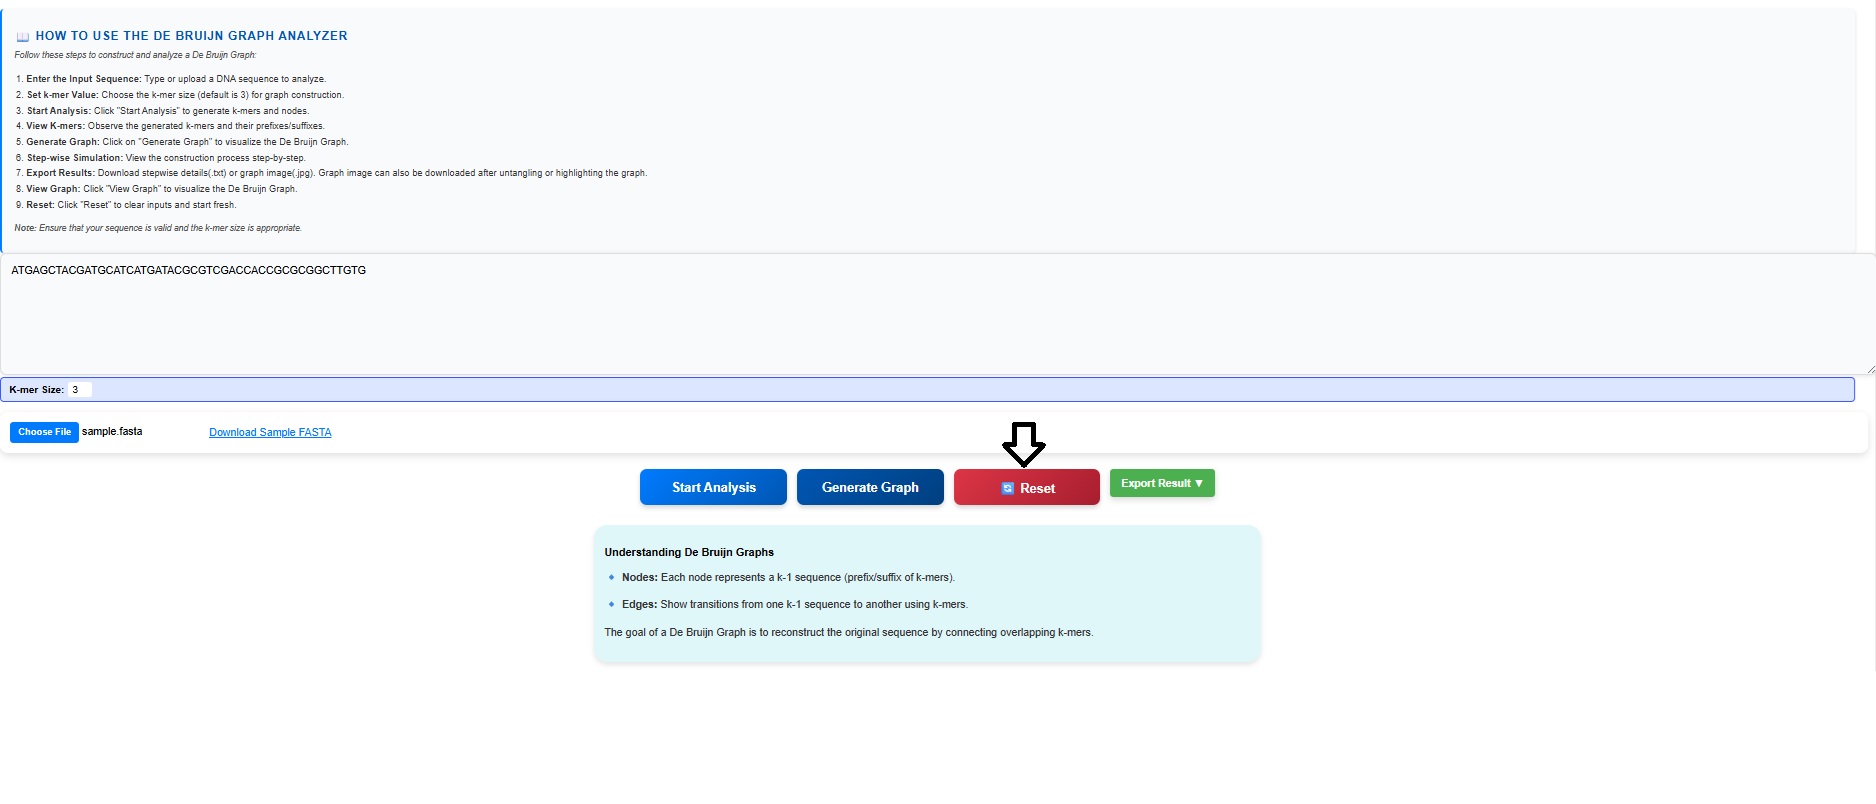 HOW TO USE THE DE BRUIJN GRAPH ANALYZER
Follow these steps to construct and analyze a De Bruijn Graph:
1. Enter the Input Sequence: Type or upload a DNA sequence to analyze.
2. Set k-mer Value: Choose the k-mer size (default is 3) for graph construction.
3. Start Analysis: Click "Start Analysis" to generate k-mers and nodes.
4. View K-mers: Observe the generated k-mers and their prefixes/suffixes.
5. Generate Graph: Click on "Generate Graph" to visualize the De Bruijn Graph.
6. Step-wise Simulation: View the construction process step-by-step.
7. Export Results: Download stepwise details(.txt) or graph image(.jpg). Graph image can also be downloaded after untangling or highlighting the graph.
8. View Graph: Click "View Graph" to visualize the De Bruijn Graph.
9. Reset: Click "Reset" to clear inputs and start fresh.
Note: Ensure that your sequence is valid and the k-mer size is appropriate.
ATGAGCTACGATGCATCATGATACGCGTCGACCACCGCGCGGCTTGTG
K-mer Size: 3
Choose File sample.fasta Download Sample FASTA
Start Analysis Generate Graph Reset Export Result ▼
Understanding De Bruijn Graphs
Nodes: Each node represents a k-1 sequence (prefix/suffix of k-mers).
Edges: Show transitions from one k-1 sequence to another using k-mers.
The goal of a De Bruijn Graph is to reconstruct the original sequence by connecting overlapping k-mers.